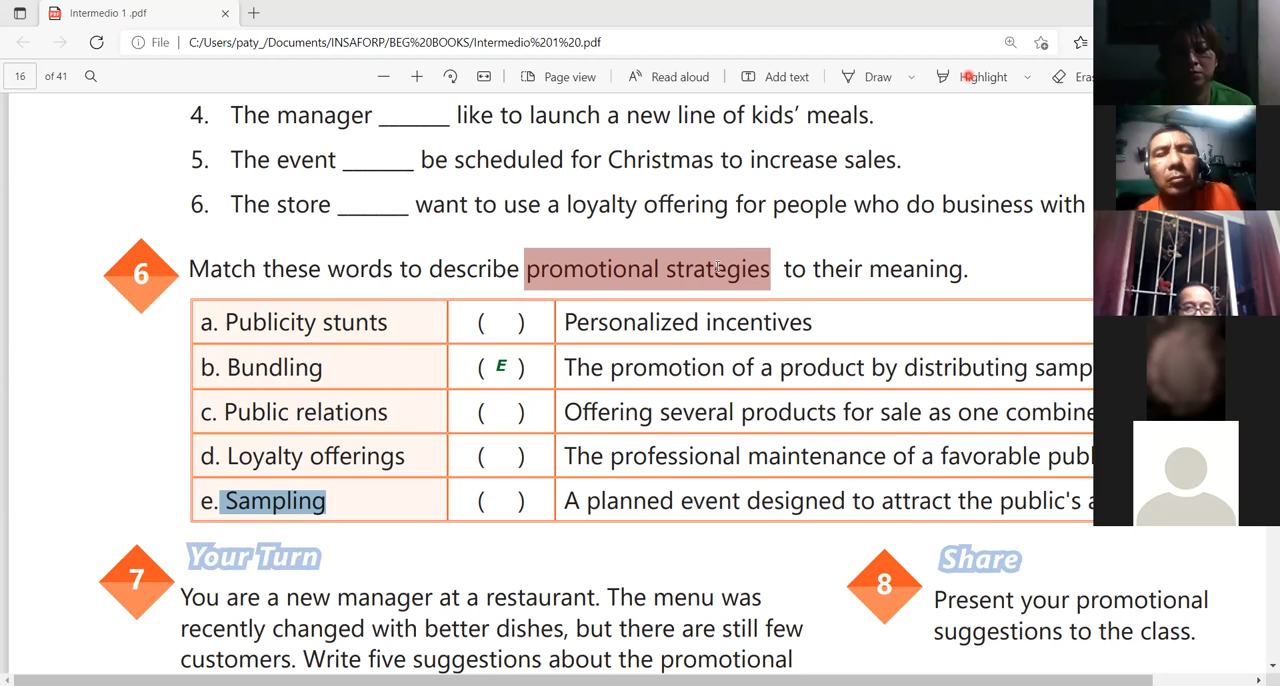 Intermedio 1 .pdf
File C:/Users/paty_/Documents/INSAFORP/BEG%20BOOKS/Intermedio%201%20.pdf
16 of 41 Page view Read aloud Add text Draw Highlight Eras
4. The manager _______ like to launch a new line of kids’ meals.
5. The event _______ be scheduled for Christmas to increase sales.
6. The store _______ want to use a loyalty offering for people who do business with
6 Match these words to describe promotional strategies to their meaning.
a. Publicity stunts ( ) Personalized incentives
b. Bundling ( E ) The promotion of a product by distributing samp
c. Public relations ( ) Offering several products for sale as one combine
d. Loyalty offerings ( ) The professional maintenance of a favorable publ
e. Sampling ( ) A planned event designed to attract the public's a
7 Your Turn
You are a new manager at a restaurant. The menu was
recently changed with better dishes, but there are still few
customers. Write five suggestions about the promotional
8 Share
Present your promotional
suggestions to the class.